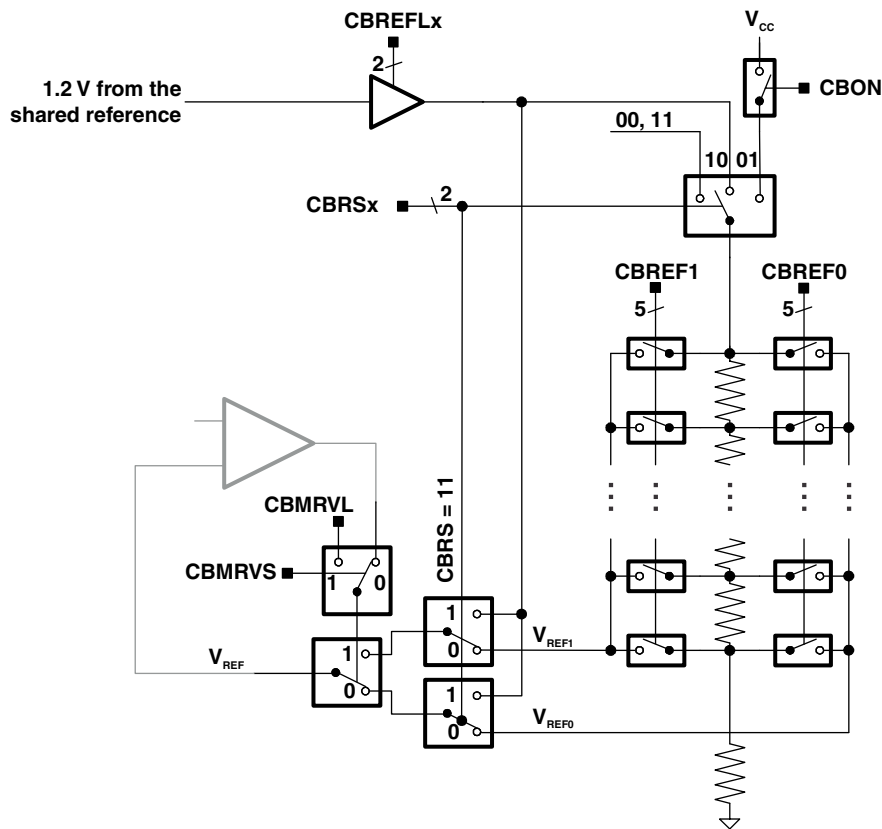 CBREFLx
V_CC
2
1.2 V from the
shared reference
CBON
00, 11
10 01
CBRSx
2
CBREF1
CBREF0
5
5
CBRS = 11
CBMRVL
CBMRVS
1
0
1
0
V_REF1
V_REF
1
0
1
0
V_REF0